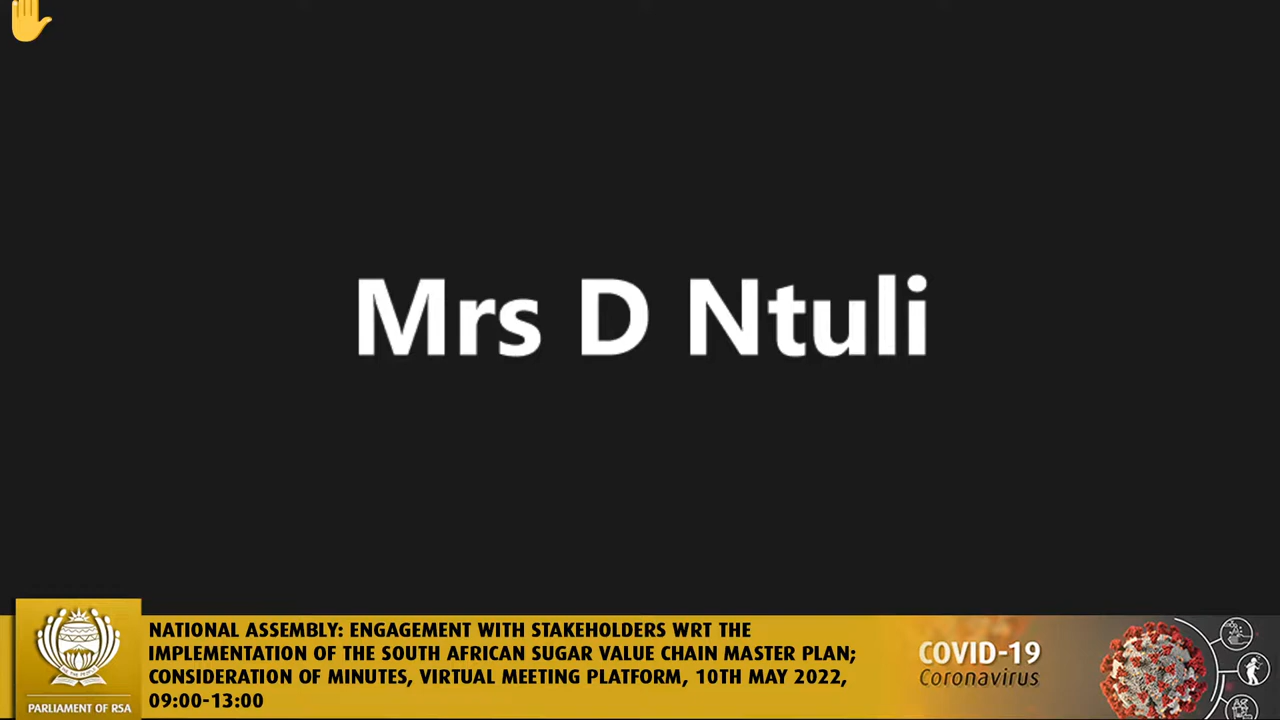 Mrs D Ntuli
NATIONAL ASSEMBLY: ENGAGEMENT WITH STAKEHOLDERS WRT THE
IMPLEMENTATION OF THE SOUTH AFRICAN SUGAR VALUE CHAIN MASTER PLAN;
CONSIDERATION OF MINUTES, VIRTUAL MEETING PLATFORM, 10TH MAY 2022,
09:00-13:00
PARLIAMENT OF RSA
COVID-19
Coronavirus